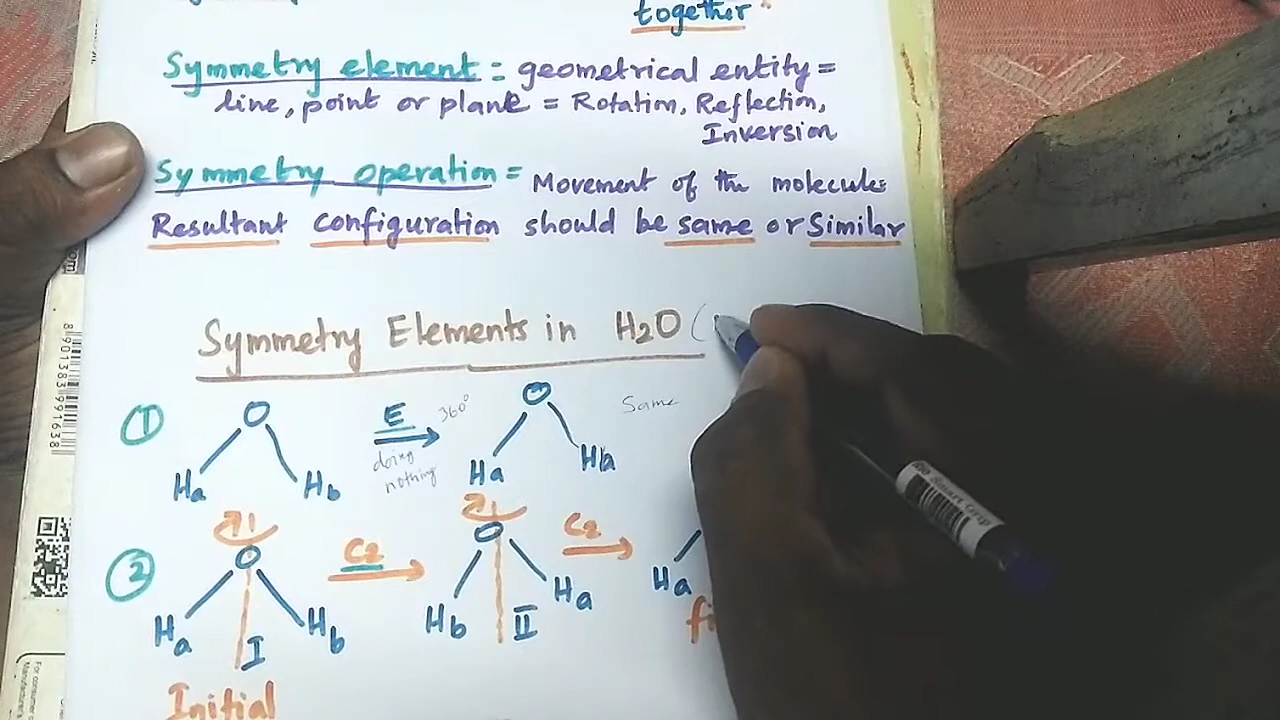 together
Symmetry element = geometrical entity =
line, point or plane = Rotation, Reflection,
Inversion
Symmetry operation = Movement of the molecule
Resultant configuration should be same or Similar
Symmetry Elements in H2O (
① O E 360° O Same
doing
nothing
Ha Hb Ha
② O C2 O C2
Ha I Hb Hb II Ha Ha
Initial
8901383991638